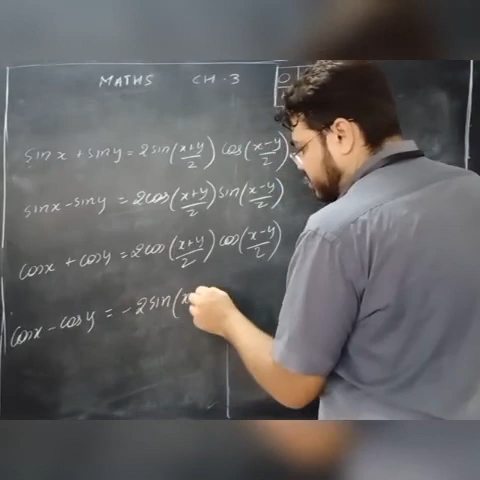 MATHS CH-3
sin x + sin y = 2 sin(x+y/2) cos(x-y/2)
sin x - sin y = 2 cos(x+y/2) sin(x-y/2)
cos x + cos y = 2 cos(x+y/2) cos(x-y/2)
cos x - cos y = - 2 sin(x